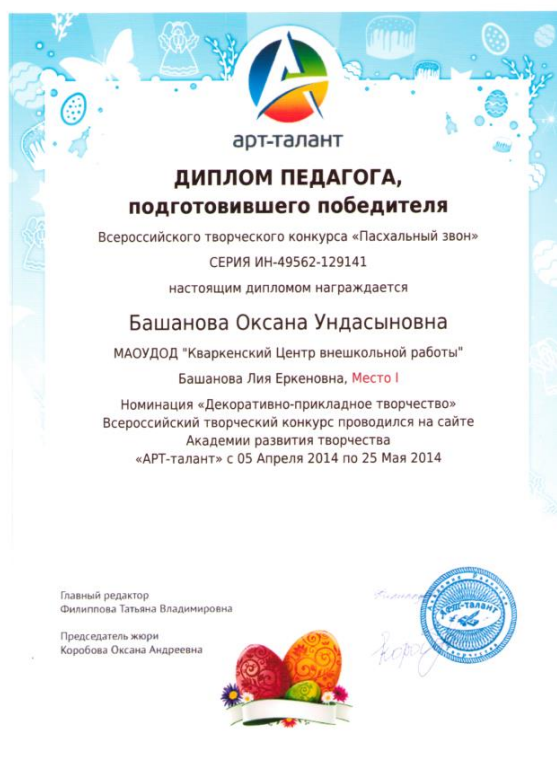 арт-талант
ДИПЛОМ ПЕДАГОГА,
подготовившего победителя
Всероссийского творческого конкурса «Пасхальный звон»
СЕРИЯ ИН-49562-129141
настоящим дипломом награждается
Башанова Оксана Ундасыновна
МАОУДОД "Кваркенский Центр внешкольной работы"
Башанова Лия Еркеновна, Место I
Номинация «Декоративно-прикладное творчество»
Всероссийский творческий конкурс проводился на сайте
Академии развития творчества
«АРТ-талант» с 05 Апреля 2014 по 25 Мая 2014
Главный редактор
Филиппова Татьяна Владимировна
Председатель жюри
Коробова Оксана Андреевна
АРТ-талант